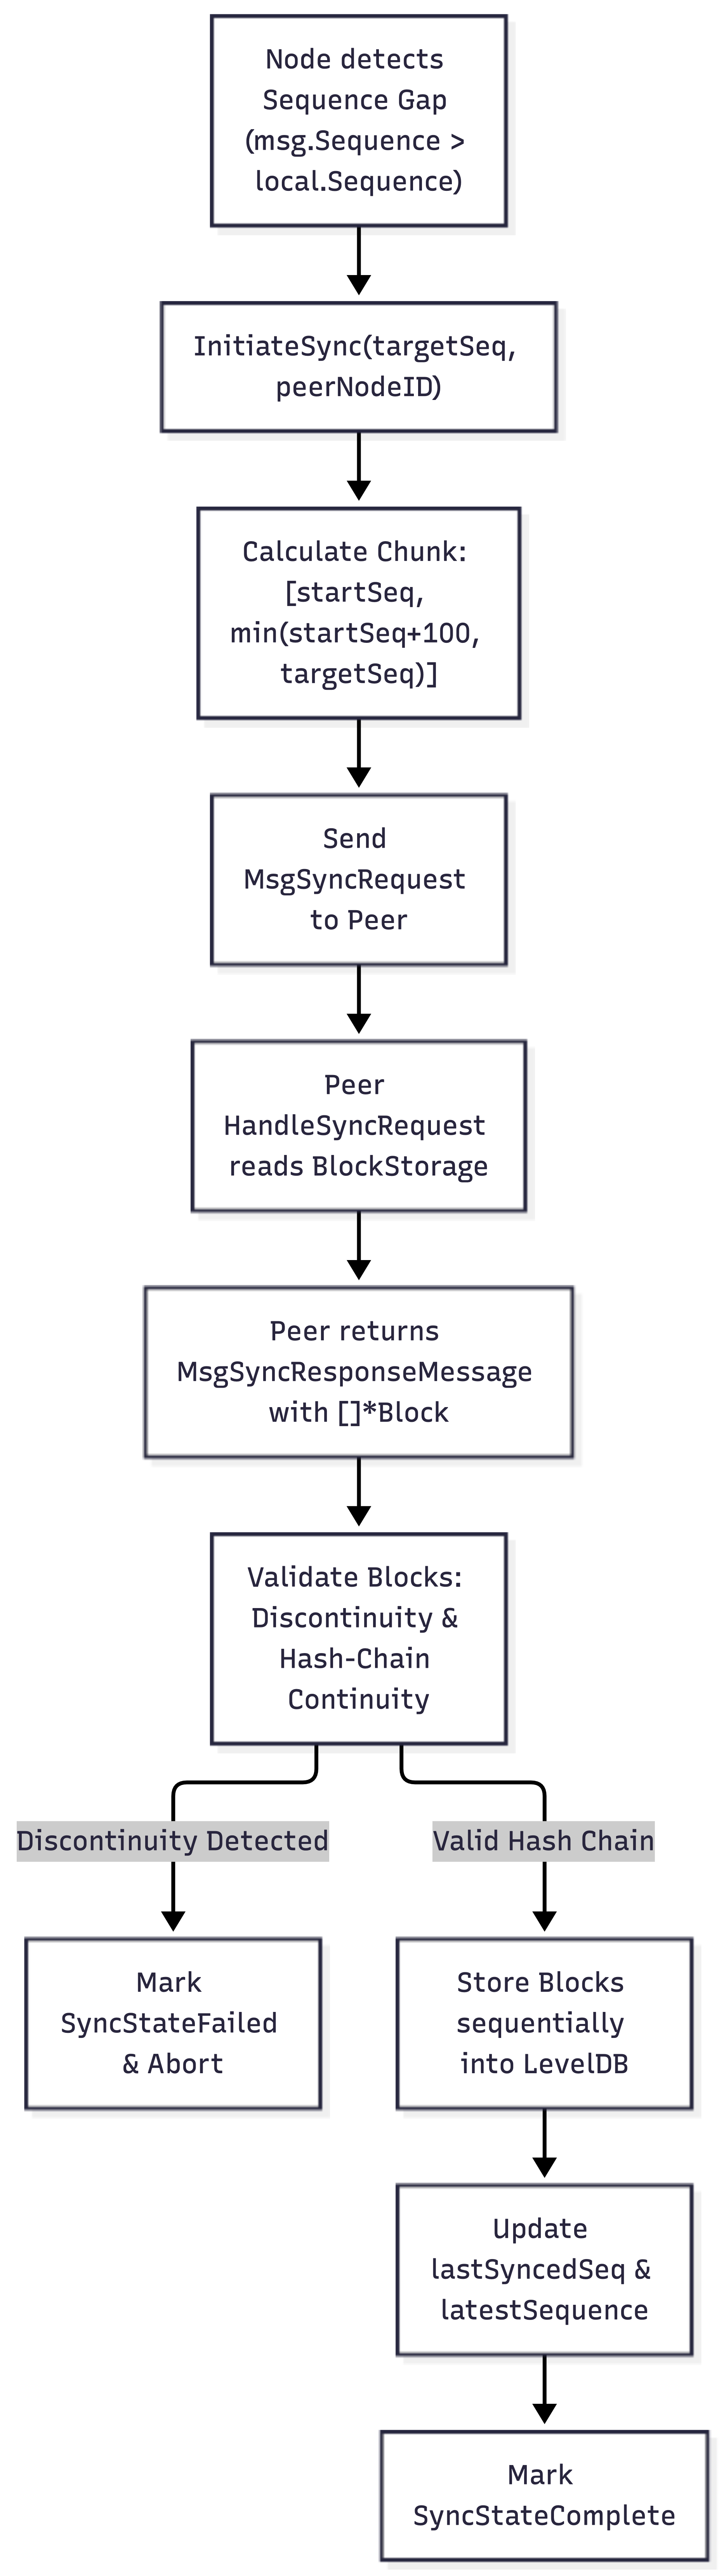 Node detects
Sequence Gap
(msg.Sequence >
local.Sequence)
InitiateSync(targetSeq,
peerNodeID)
Calculate Chunk:
[startSeq,
min(startSeq+100,
targetSeq)]
Send
MsgSyncRequest
to Peer
Peer
HandleSyncRequest
reads BlockStorage
Peer returns
MsgSyncResponseMessage
with []*Block
Validate Blocks:
Discontinuity &
Hash-Chain
Continuity
Discontinuity Detected
Valid Hash Chain
Mark
SyncStateFailed
& Abort
Store Blocks
sequentially
into LevelDB
Update
lastSyncedSeq &
latestSequence
Mark
SyncStateComplete